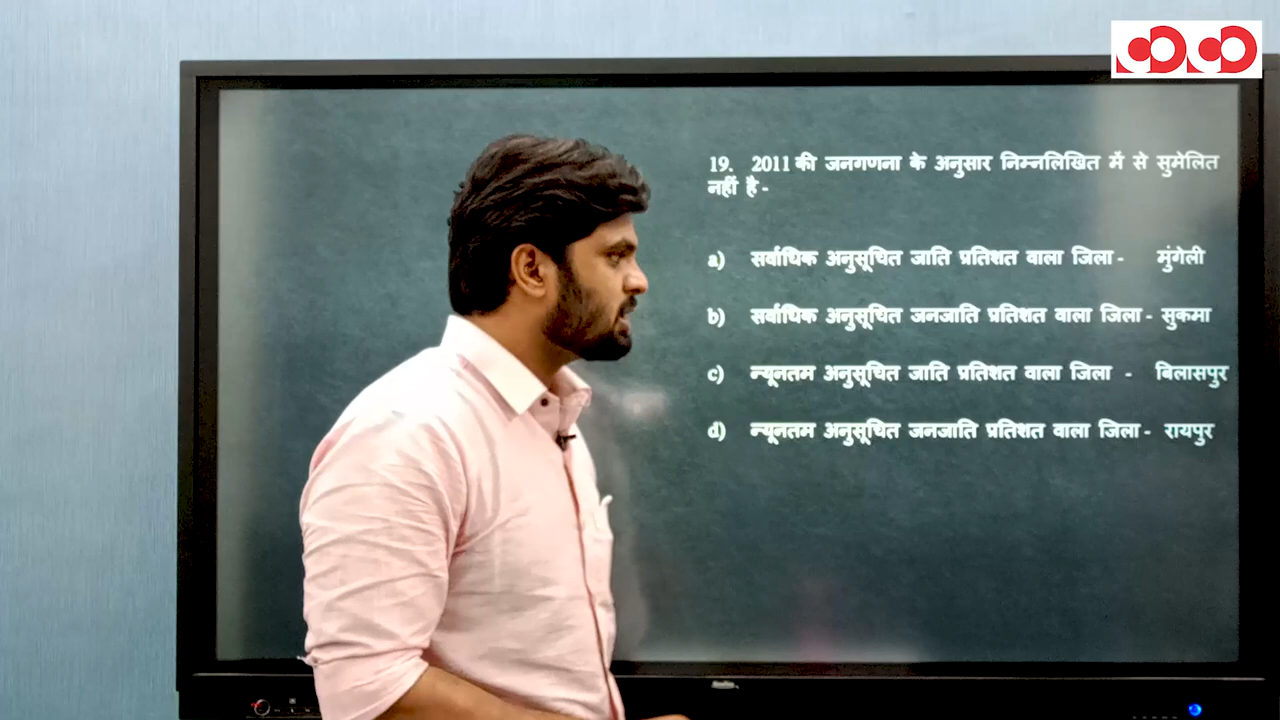 19. 2011 की जनगणना के अनुसार निम्नलिखित में से सुमेलित
नहीं है -
a) सर्वाधिक अनुसूचित जाति प्रतिशत वाला जिला - मुंगेली
b) सर्वाधिक अनुसूचित जनजाति प्रतिशत वाला जिला - सुकमा
c) न्यूनतम अनुसूचित जाति प्रतिशत वाला जिला - बिलासपुर
d) न्यूनतम अनुसूचित जनजाति प्रतिशत वाला जिला - रायपुर